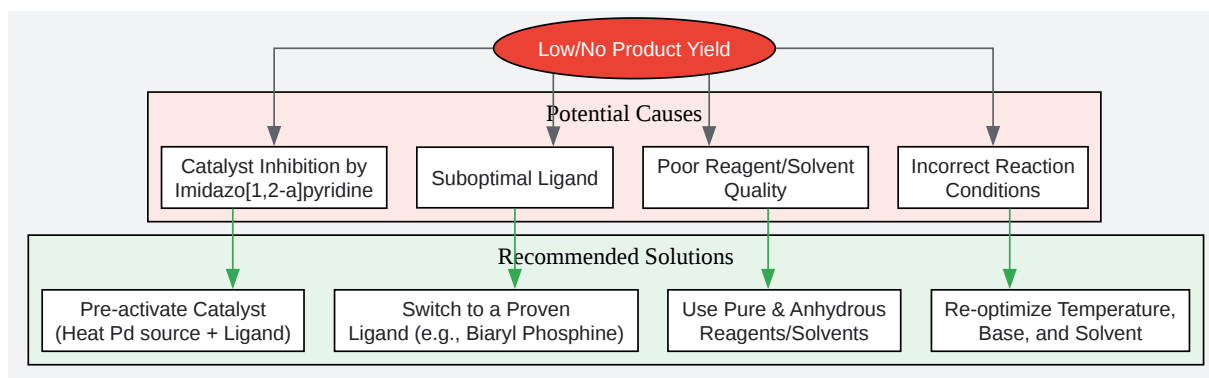 Low/No Product Yield
Potential Causes
Catalyst Inhibition by
Imidazo[1,2-a]pyridine
Suboptimal Ligand
Poor Reagent/Solvent
Quality
Incorrect Reaction
Conditions
Recommended Solutions
Pre-activate Catalyst
(Heat Pd source + Ligand)
Switch to a Proven
Ligand (e.g., Biaryl Phosphine)
Use Pure & Anhydrous
Reagents/Solvents
Re-optimize Temperature,
Base, and Solvent